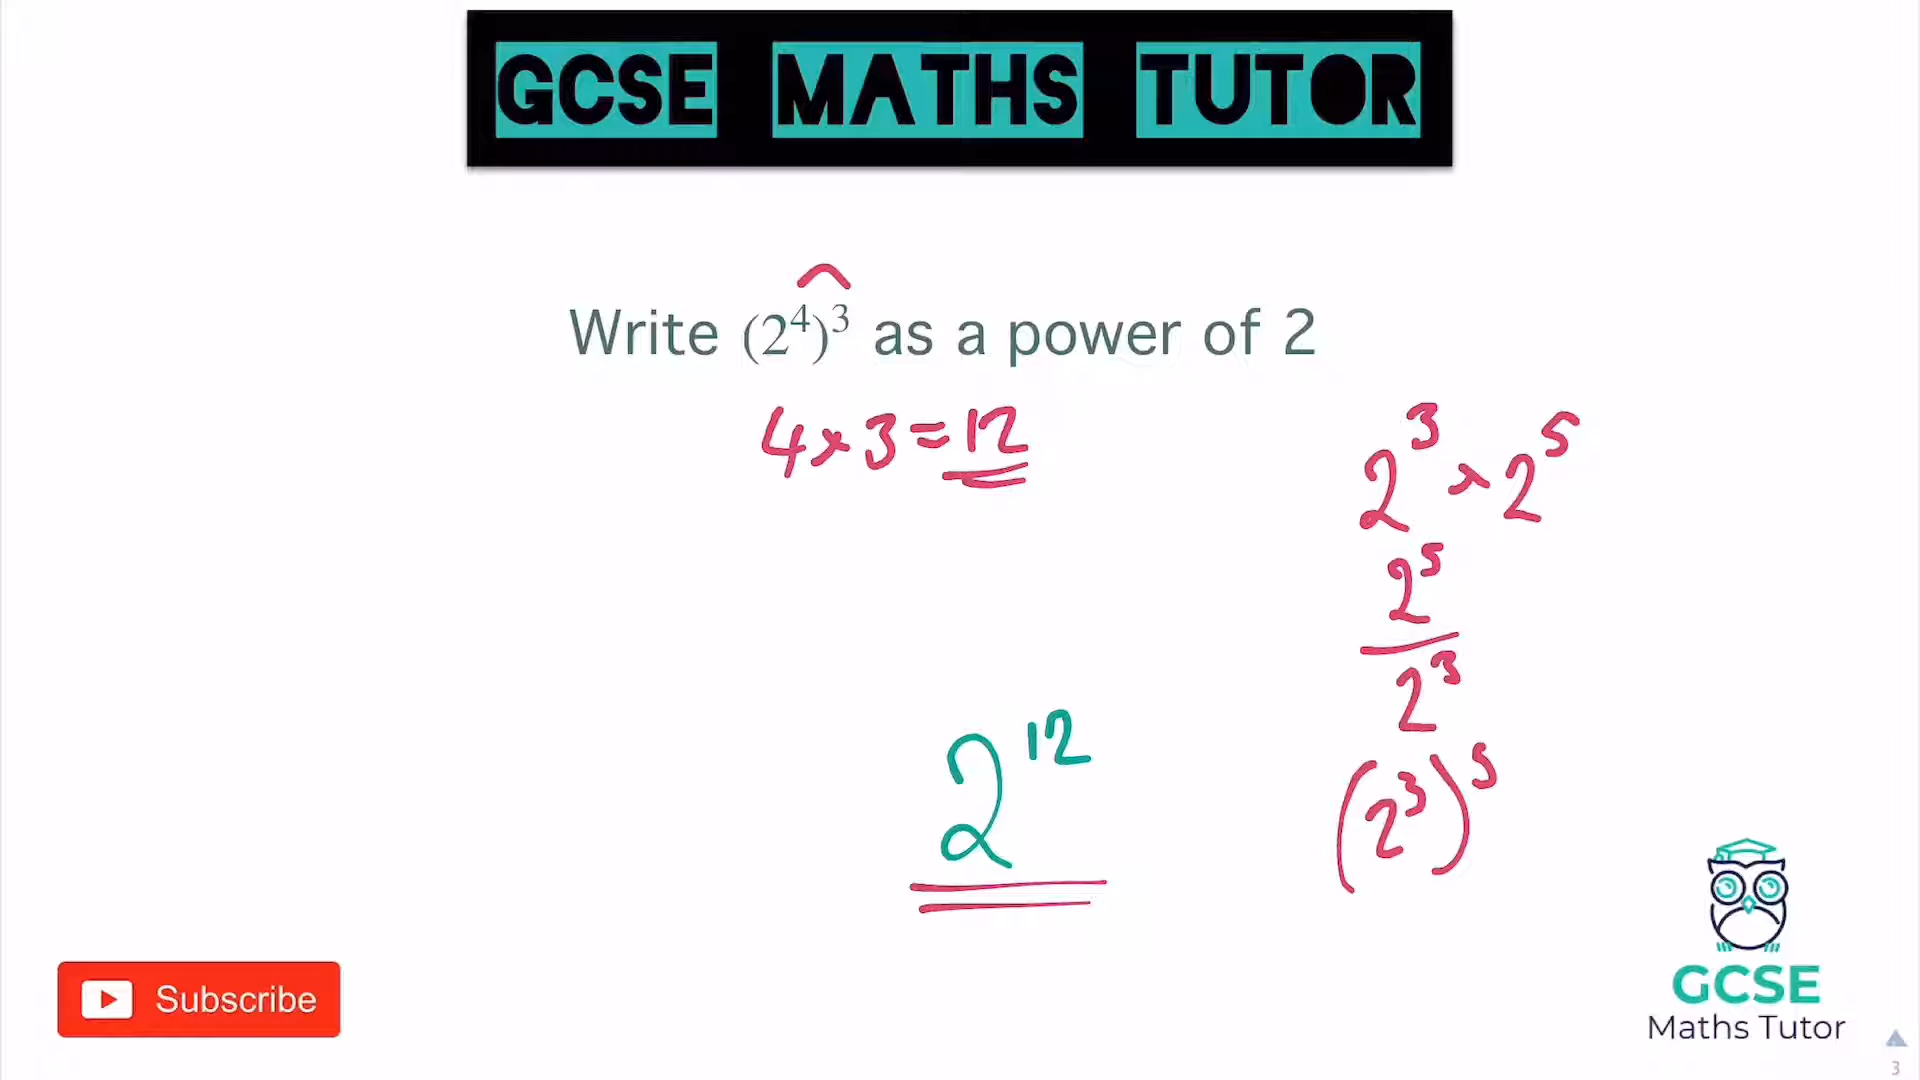 GCSE MATHS TUTOR
Write (2⁴)³ as a power of 2
4 × 3 = 12
2³ × 2⁵
2⁵
2³
(2³)⁵
2¹²
Subscribe
GCSE
Maths Tutor
3